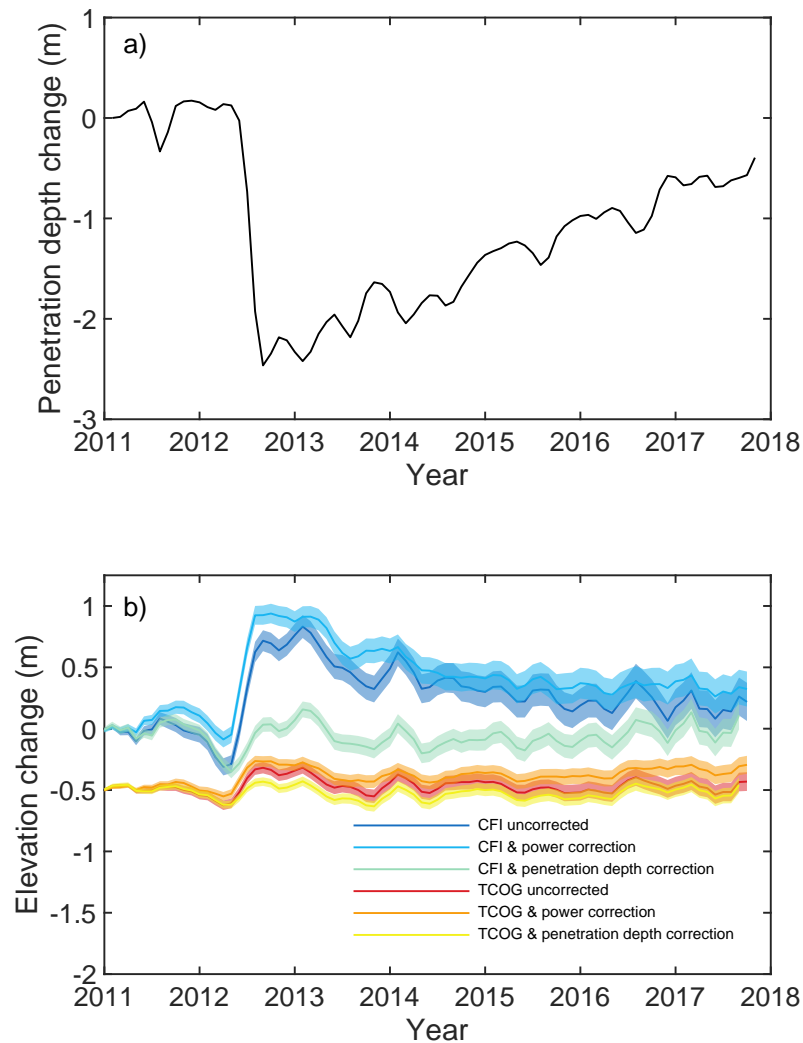 a)
Penetration depth change (m)
1
0
-1
-2
-3
2011 2012 2013 2014 2015 2016 2017 2018
Year
b)
Elevation change (m)
1
0.5
0
-0.5
-1
-1.5
-2
CFI uncorrected
CFI & power correction
CFI & penetration depth correction
TCOG uncorrected
TCOG & power correction
TCOG & penetration depth correction
2011 2012 2013 2014 2015 2016 2017 2018
Year